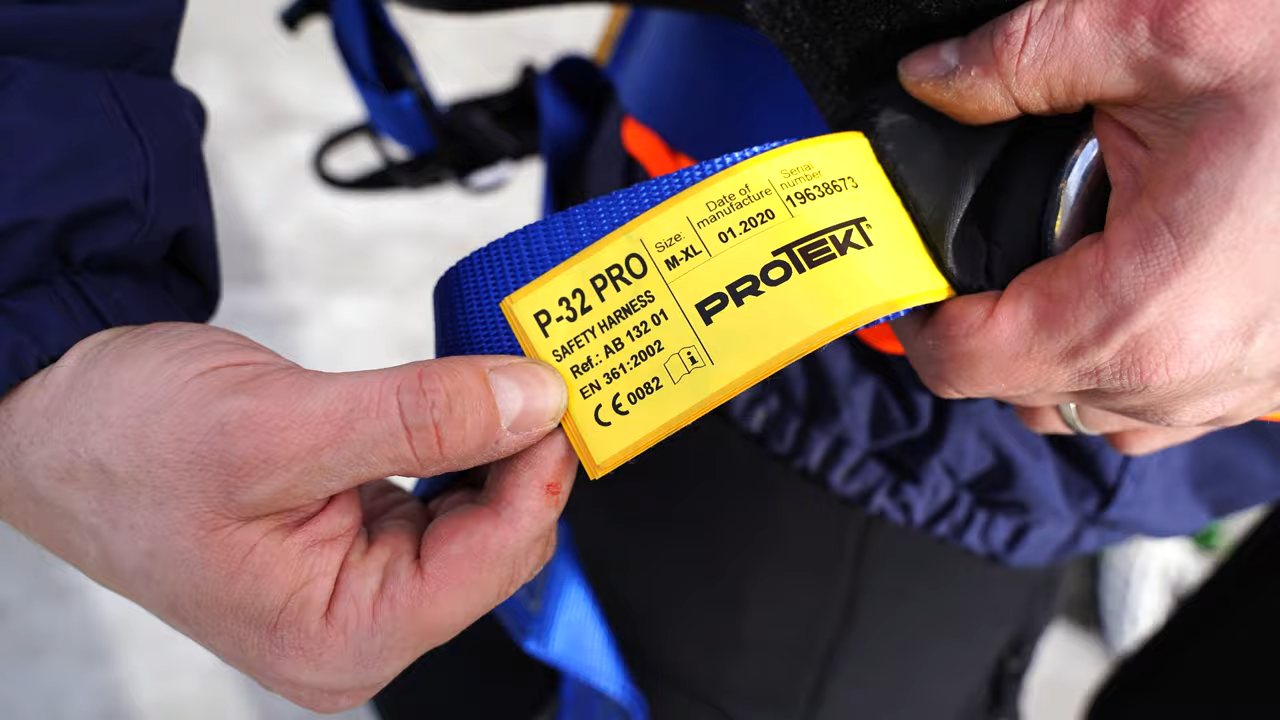 P-32 PRO
SAFETY HARNESS
Ref.: AB 132 01
EN 361:2002
CE 0082
Size:
M-XL
Date of
manufacture
01.2020
Serial
number
19638673
PROTEKT